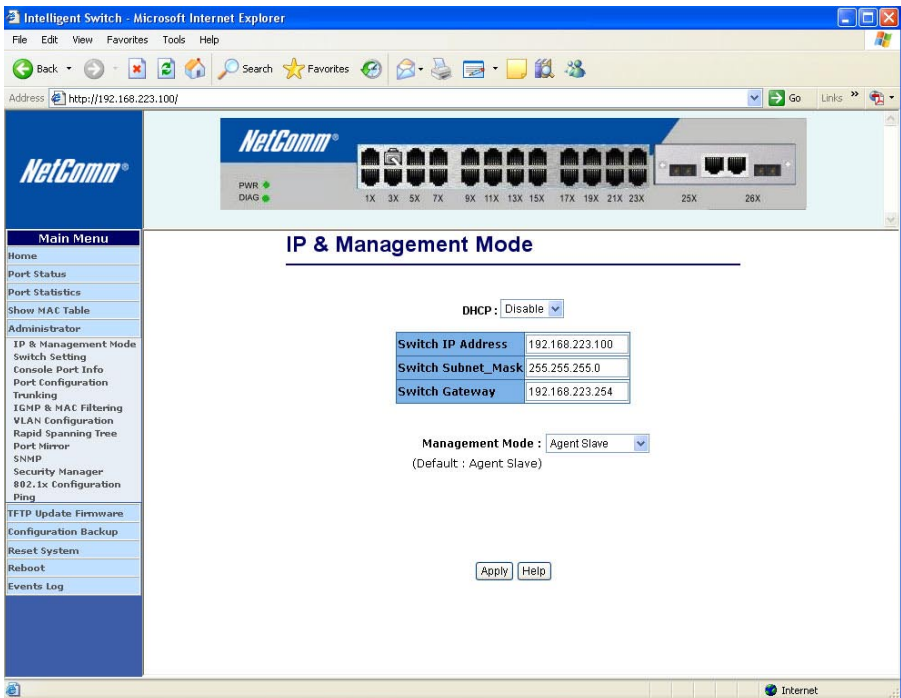 Intelligent Switch - Microsoft Internet Explorer
File Edit View Favorites Tools Help
Back Search Favorites
Address http://192.168.223.100/ Go Links »
NetComm®
NetComm®
PWR
DIAG
1X 3X 5X 7X 9X 11X 13X 15X 17X 19X 21X 23X 25X 26X
Main Menu
Home
Port Status
Port Statistics
Show MAC Table
Administrator
IP & Management Mode
Switch Setting
Console Port Info
Port Configuration
Trunking
IGMP & MAC Filtering
VLAN Configuration
Rapid Spanning Tree
Port Mirror
SNMP
Security Manager
802.1x Configuration
Ping
TFTP Update Firmware
Configuration Backup
Reset System
Reboot
Events Log
IP & Management Mode
DHCP : Disable
Switch IP Address 192.168.223.100
Switch Subnet_Mask 255.255.255.0
Switch Gateway 192.168.223.254
Management Mode : Agent Slave
(Default : Agent Slave)
Apply Help
Internet